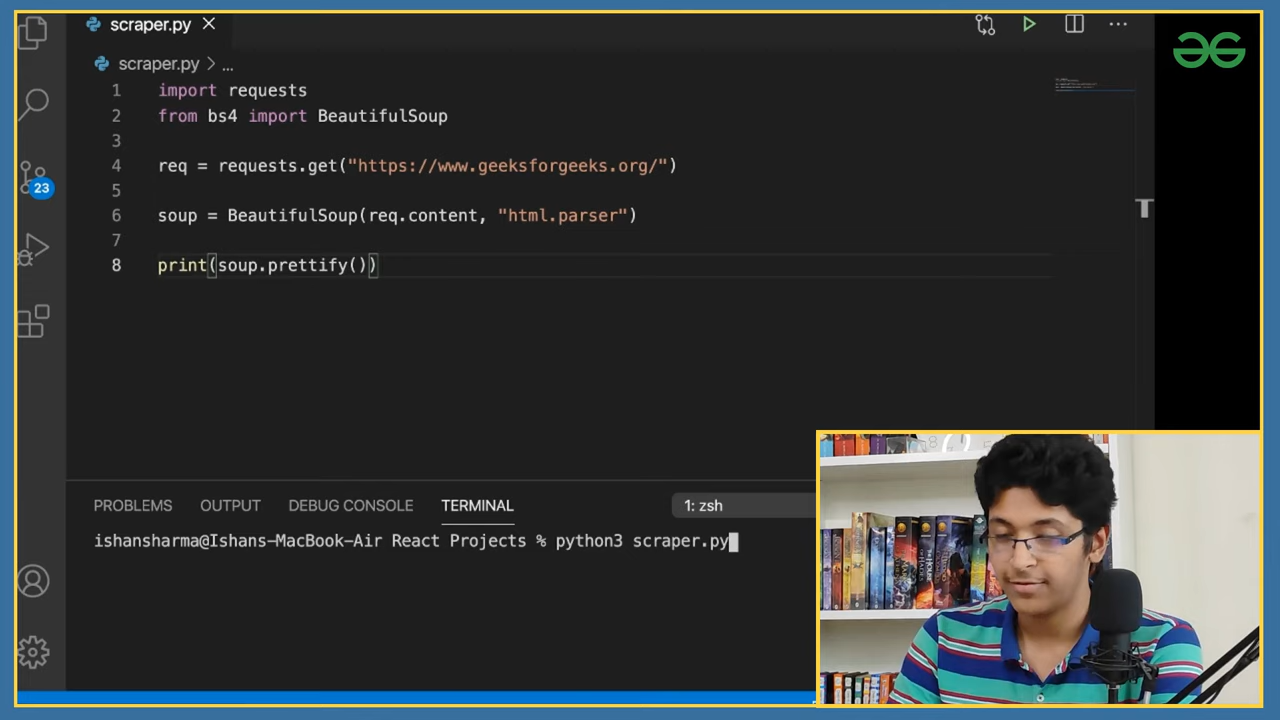 scraper.py
scraper.py > ...
1 import requests
2 from bs4 import BeautifulSoup
3
4 req = requests.get("https://www.geeksforgeeks.org/")
5
6 soup = BeautifulSoup(req.content, "html.parser")
7
8 print(soup.prettify())
23
PROBLEMS OUTPUT DEBUG CONSOLE TERMINAL 1: zsh
ishansharma@Ishans-MacBook-Air React Projects % python3 scraper.py